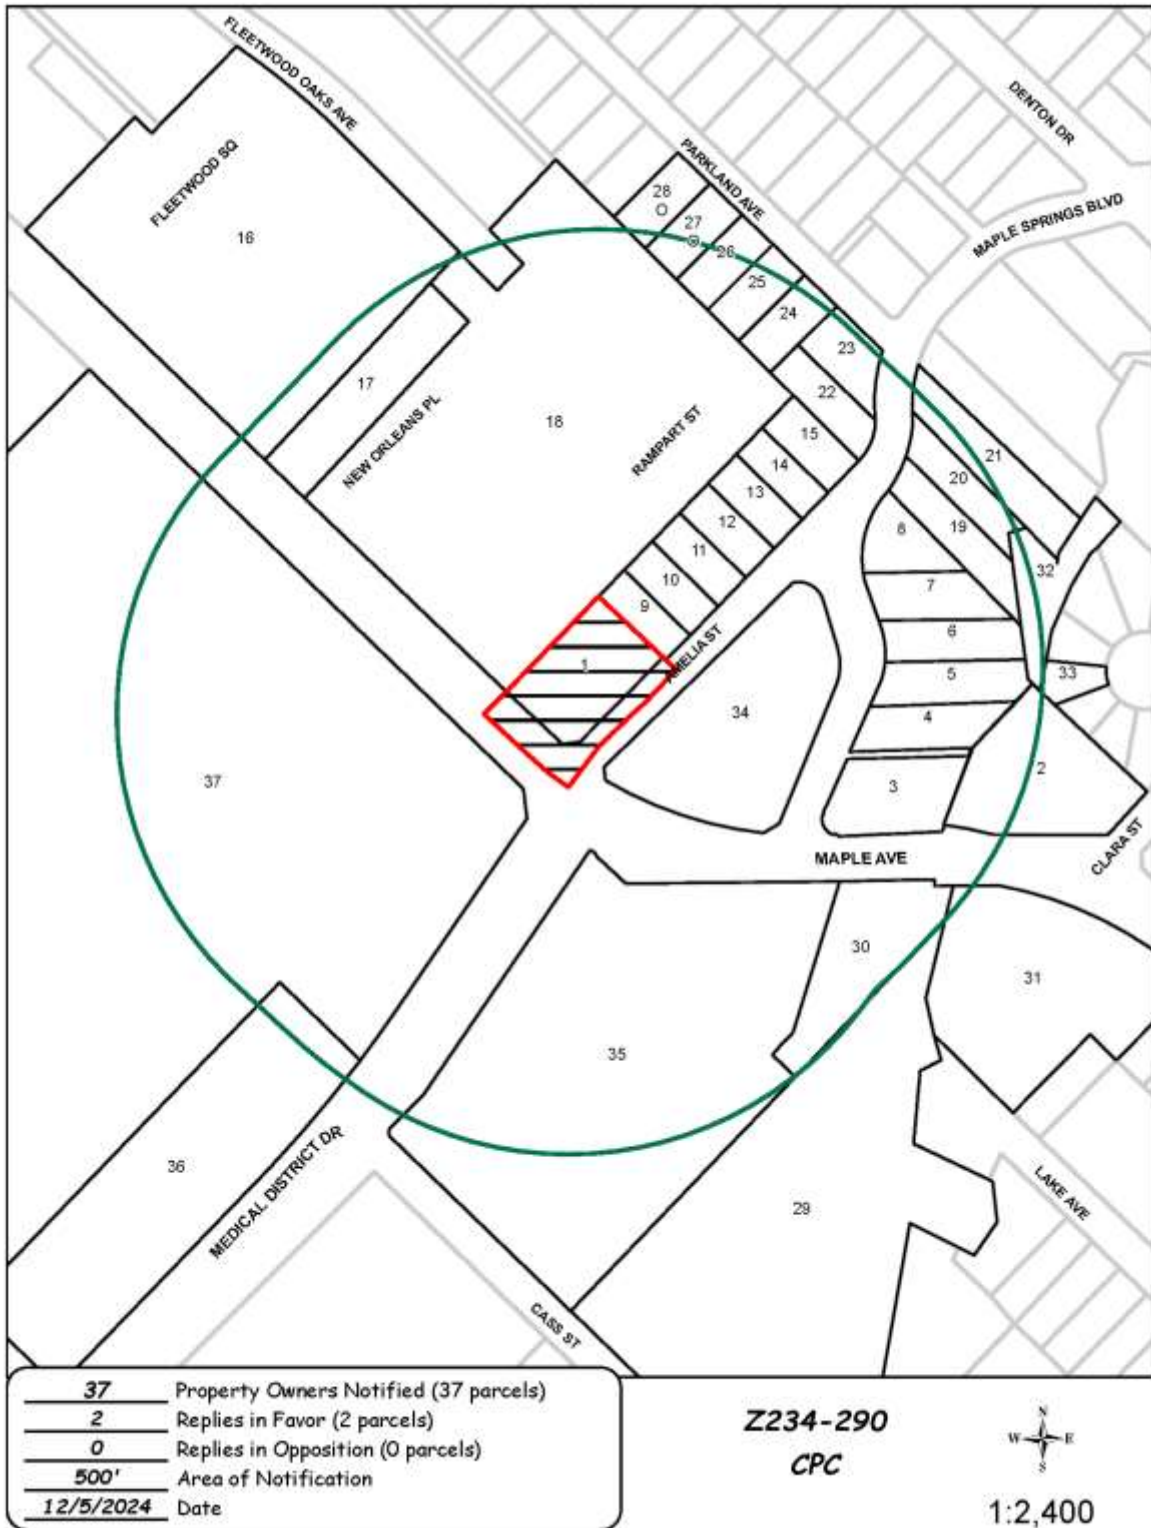 FLEETWOOD OAKS AVE
DENTON DR
PARKLAND AVE
FLEETWOOD SQ
28
MAPLE SPRINGS BLVD
27
16
26
25
24
23
17
22
NEW ORLEANS PL
18
RAMPART ST
15
21
14
20
13
12
19
8
11
32
10
7
9
6
AMELIA ST
1
5
33
34
4
2
37
3
CLARA ST
MAPLE AVE
30
31
35
36
MEDICAL DISTRICT DR
LAKE AVE
29
CASS ST
37 Property Owners Notified (37 parcels)
2 Replies in Favor (2 parcels)
0 Replies in Opposition (0 parcels)
500' Area of Notification
12/5/2024 Date
Z234-290
CPC
N
W E
S
1:2,400